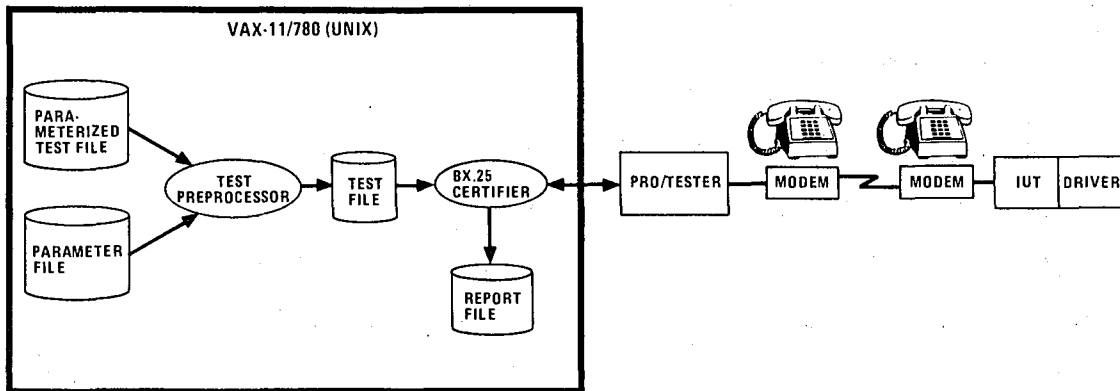 VAX-11/780 (UNIX)
PARA-
METERIZED
TEST FILE
PARAMETER
FILE
TEST
PREPROCESSOR
TEST
FILE
BX.25
CERTIFIER
REPORT
FILE
PRO/TESTER
MODEM
MODEM
IUT
DRIVER